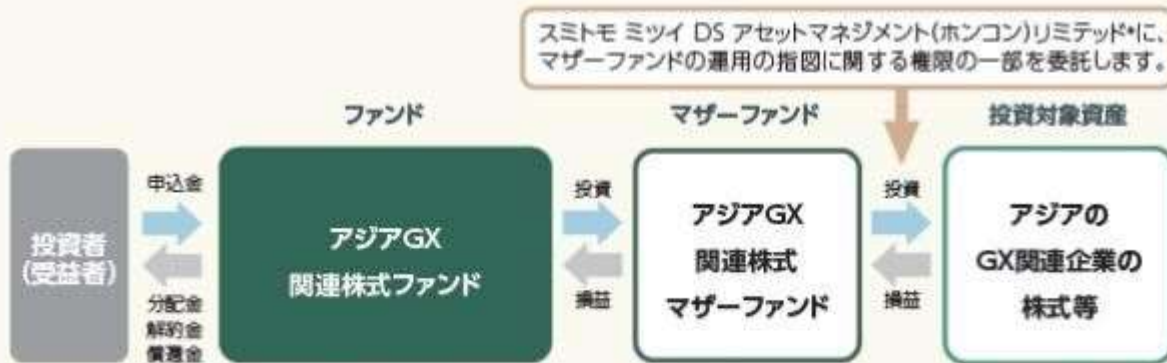 スミトモ ミツイ DS アセットマネジメント(ホンコン)リミテッド*に、
マザーファンドの運用の指図に関する権限の一部を委託します。
ファンド
マザーファンド
投資対象資産
投資者
(受益者)
申込金
分配金
解約金
償還金
アジアGX
関連株式ファンド
投資
損益
アジアGX
関連株式
マザーファンド
投資
損益
アジアの
GX関連企業の
株式等